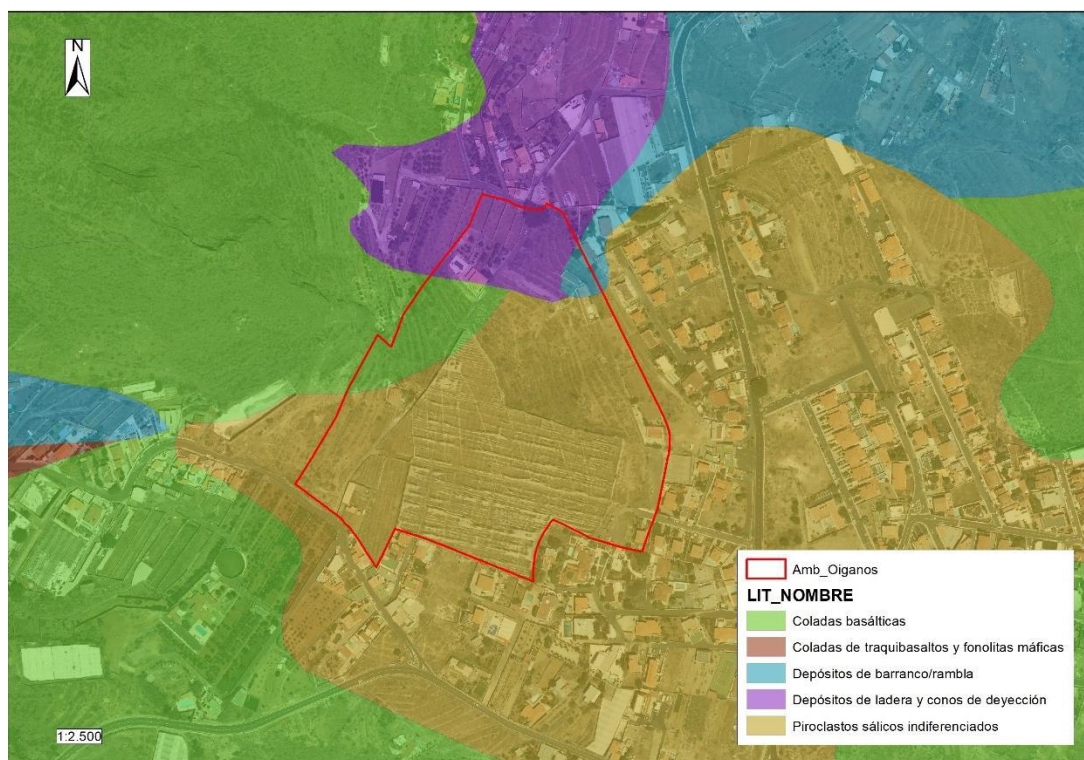 N
Amb_Oiganos
LIT_NOMBRE
Coladas basálticas
Coladas de traquibasaltos y fonolitas máficas
Depósitos de barranco/rambla
Depósitos de ladera y conos de deyección
Piroclastos sálicos indiferenciados
1:2.500